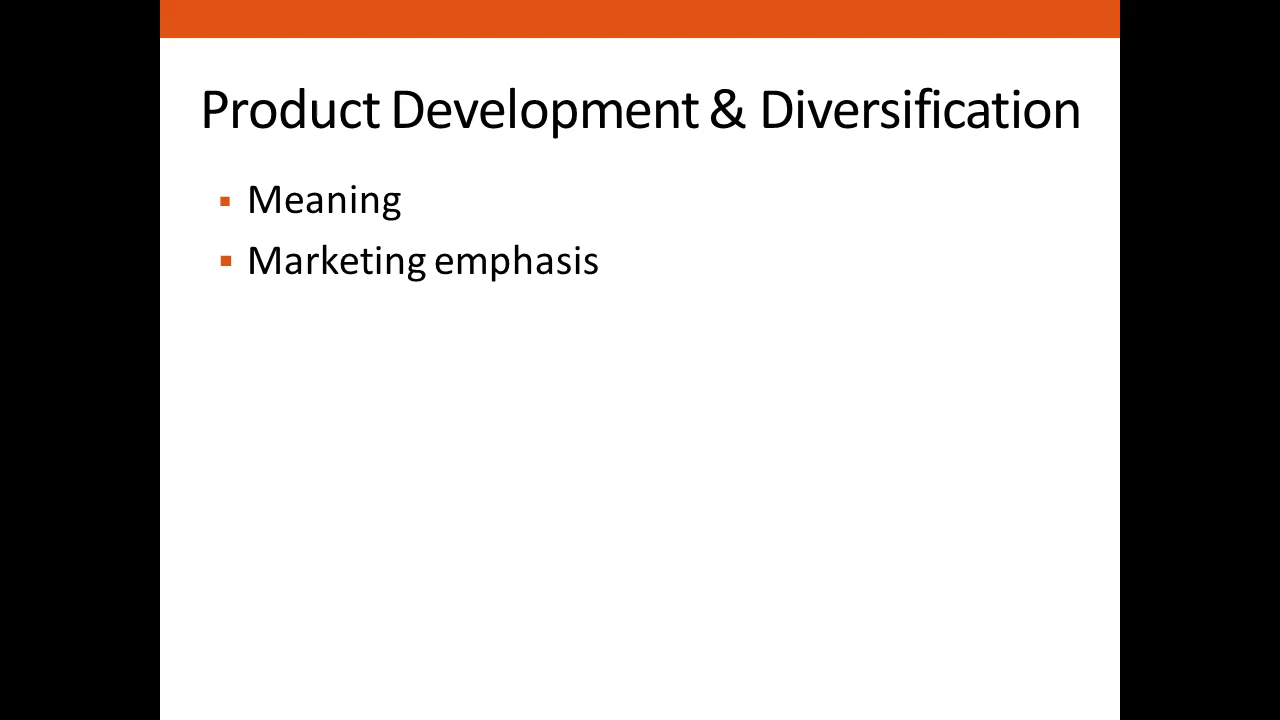 Product Development & Diversification
Meaning
Marketing emphasis